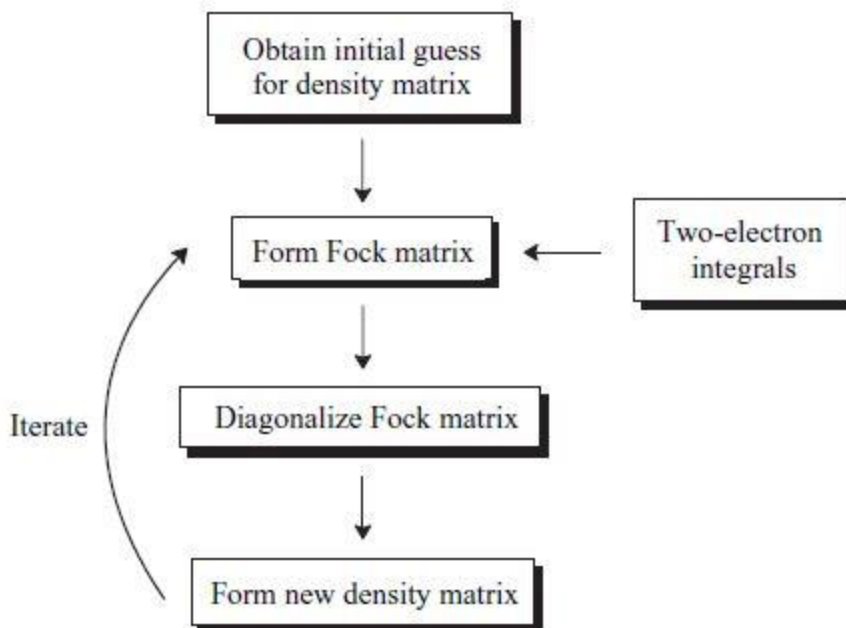 Obtain initial guess
for density matrix
Form Fock matrix
Two-electron
integrals
Diagonalize Fock matrix
Iterate
Form new density matrix